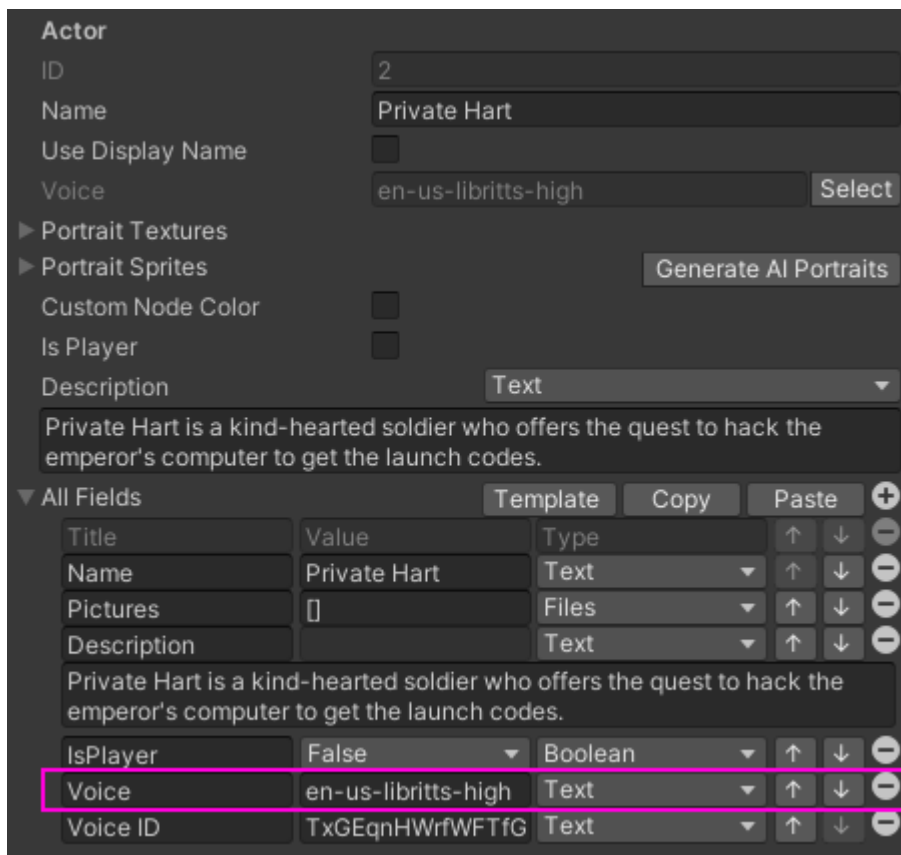 Actor
ID 2
Name Private Hart
Use Display Name
Voice en-us-libritts-high Select
Portrait Textures
Portrait Sprites Generate AI Portraits
Custom Node Color
Is Player
Description Text
Private Hart is a kind-hearted soldier who offers the quest to hack the
emperor's computer to get the launch codes.
All Fields Template Copy Paste
Title Value Type
Name Private Hart Text
Pictures [] Files
Description Text
Private Hart is a kind-hearted soldier who offers the quest to hack the
emperor's computer to get the launch codes.
IsPlayer False Boolean
Voice en-us-libritts-high Text
Voice ID TxGEqnHWrfWFTfG Text